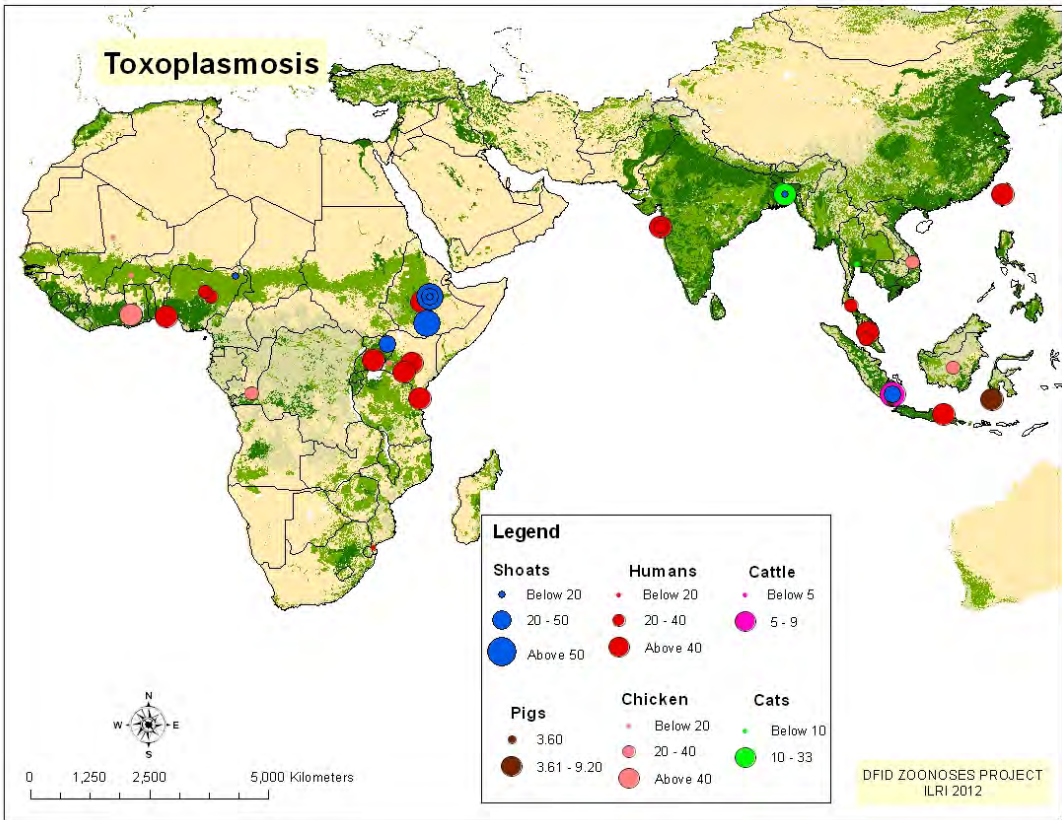 Toxoplasmosis
Legend
Shoats
Below 20
20 - 50
Above 50
Humans
Below 20
20 - 40
Above 40
Cattle
Below 5
5 - 9
Pigs
3.60
3.61 - 9.20
Chicken
Below 20
20 - 40
Above 40
Cats
Below 10
10 - 33
N
W E
S
0 1,250 2,500 5,000 Kilometers
DFID ZOONOSES PROJECT
ILRI 2012